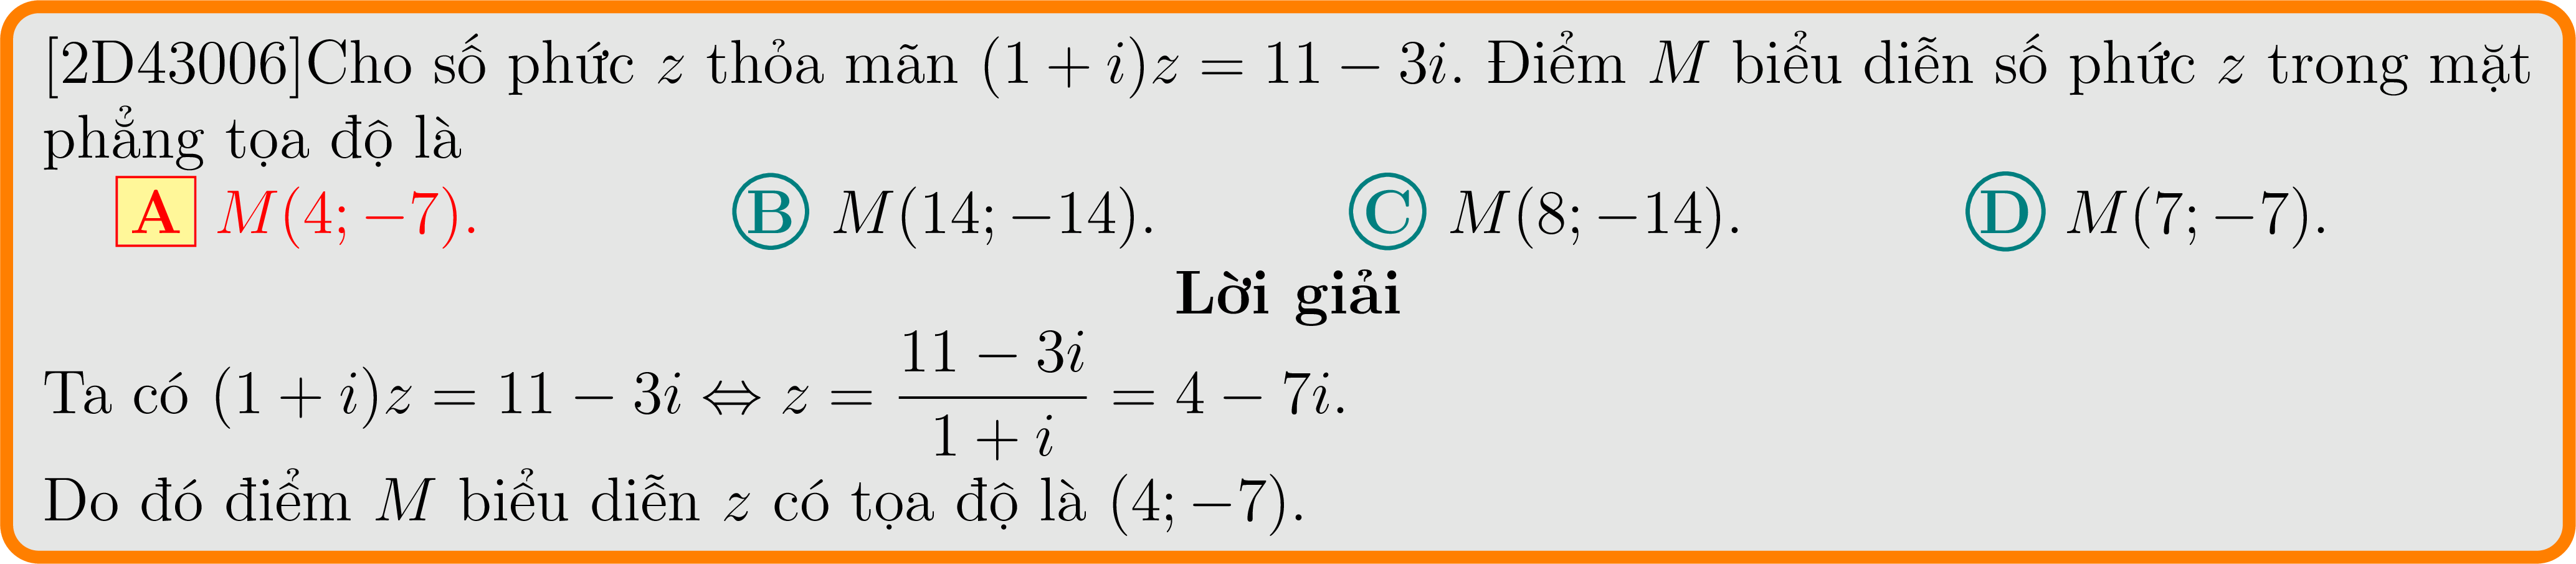 [2D43006]Cho số phức z thỏa mãn (1 + i)z = 11 − 3i. Điểm M biểu diễn số phức z trong mặt
phẳng tọa độ là
A M(4; −7). B M(14; −14). C M(8; −14). D M(7; −7).
Lời giải
Ta có (1 + i)z = 11 − 3i ⇔ z = \frac{11 − 3i}{1 + i} = 4 − 7i.
Do đó điểm M biểu diễn z có tọa độ là (4; −7).